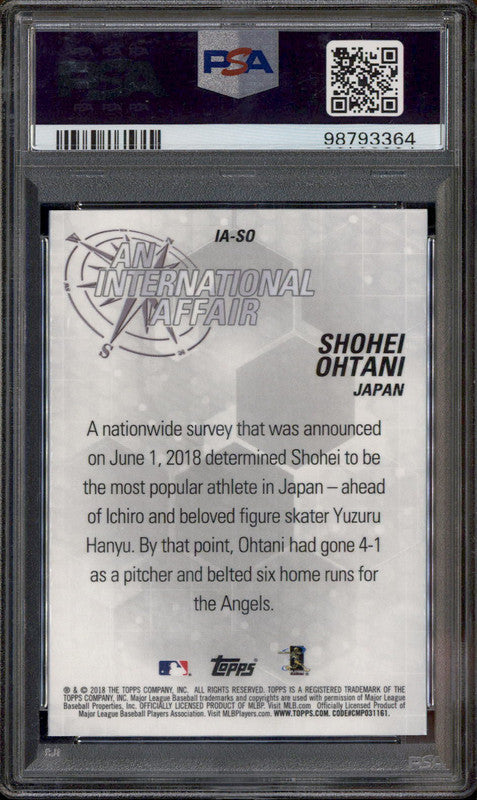 PSA
PSA
PSA PSA PSA
98793364
IA-SO
AN
INTERNATIONAL
AFFAIR
S
SHOHEI
OHTANI
JAPAN
A nationwide survey that was announced
on June 1, 2018 determined Shohei to be
the most popular athlete in Japan – ahead
of Ichiro and beloved figure skater Yuzuru
Hanyu. By that point, Ohtani had gone 4-1
as a pitcher and belted six home runs for
the Angels.
Topps
® & © 2018 THE TOPPS COMPANY, INC. ALL RIGHTS RESERVED. TOPPS IS A REGISTERED TRADEMARK OF THE
TOPPS COMPANY, INC. Major League Baseball trademarks and copyrights are used with permission of Major League
Baseball Properties, Inc. OFFICIALLY LICENSED PRODUCT OF MLBP. Visit MLB.com Officially Licensed Product of
Major League Baseball Players Association. Visit MLBPlayers.com. WWW.TOPPS.COM. CODE#CMP031161.
PSA